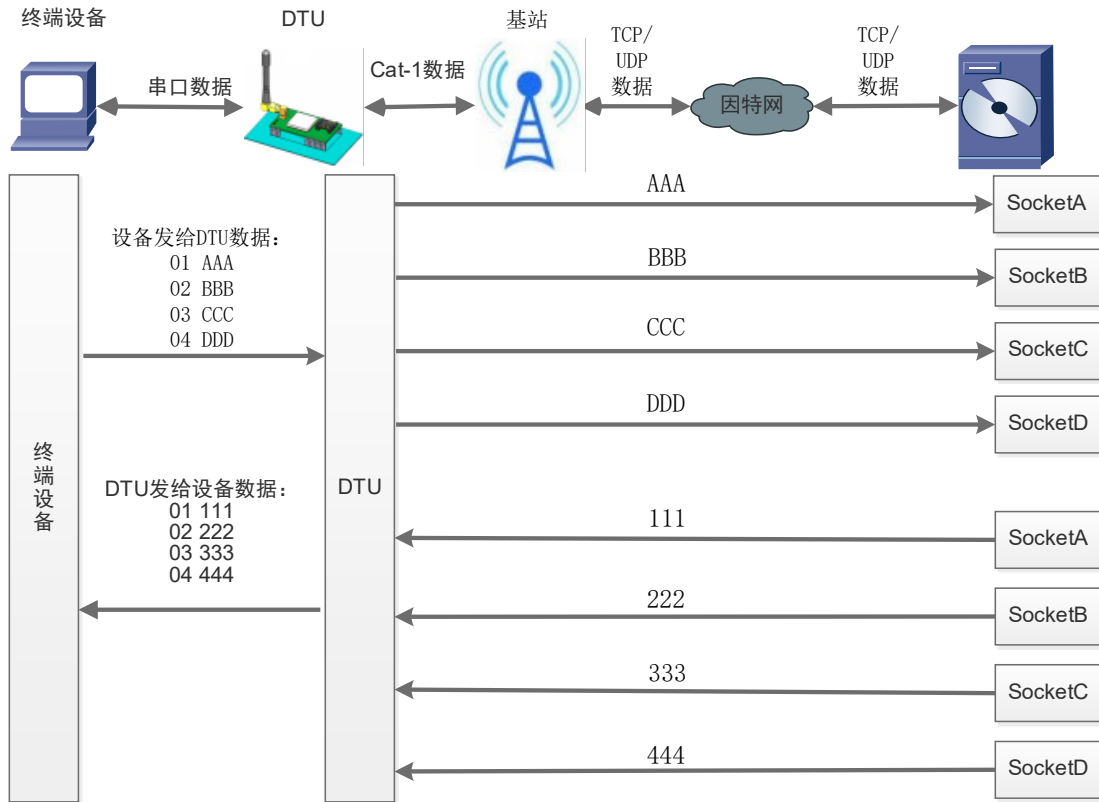 终端设备
DTU
基站
TCP/
UDP
数据
TCP/
UDP
数据
串口数据
Cat-1数据
因特网
设备发给DTU数据：
01 AAA
02 BBB
03 CCC
04 DDD
AAA
SocketA
BBB
SocketB
CCC
SocketC
DDD
SocketD
终端设备
DTU
DTU发给设备数据：
01 111
02 222
03 333
04 444
111
SocketA
222
SocketB
333
SocketC
444
SocketD